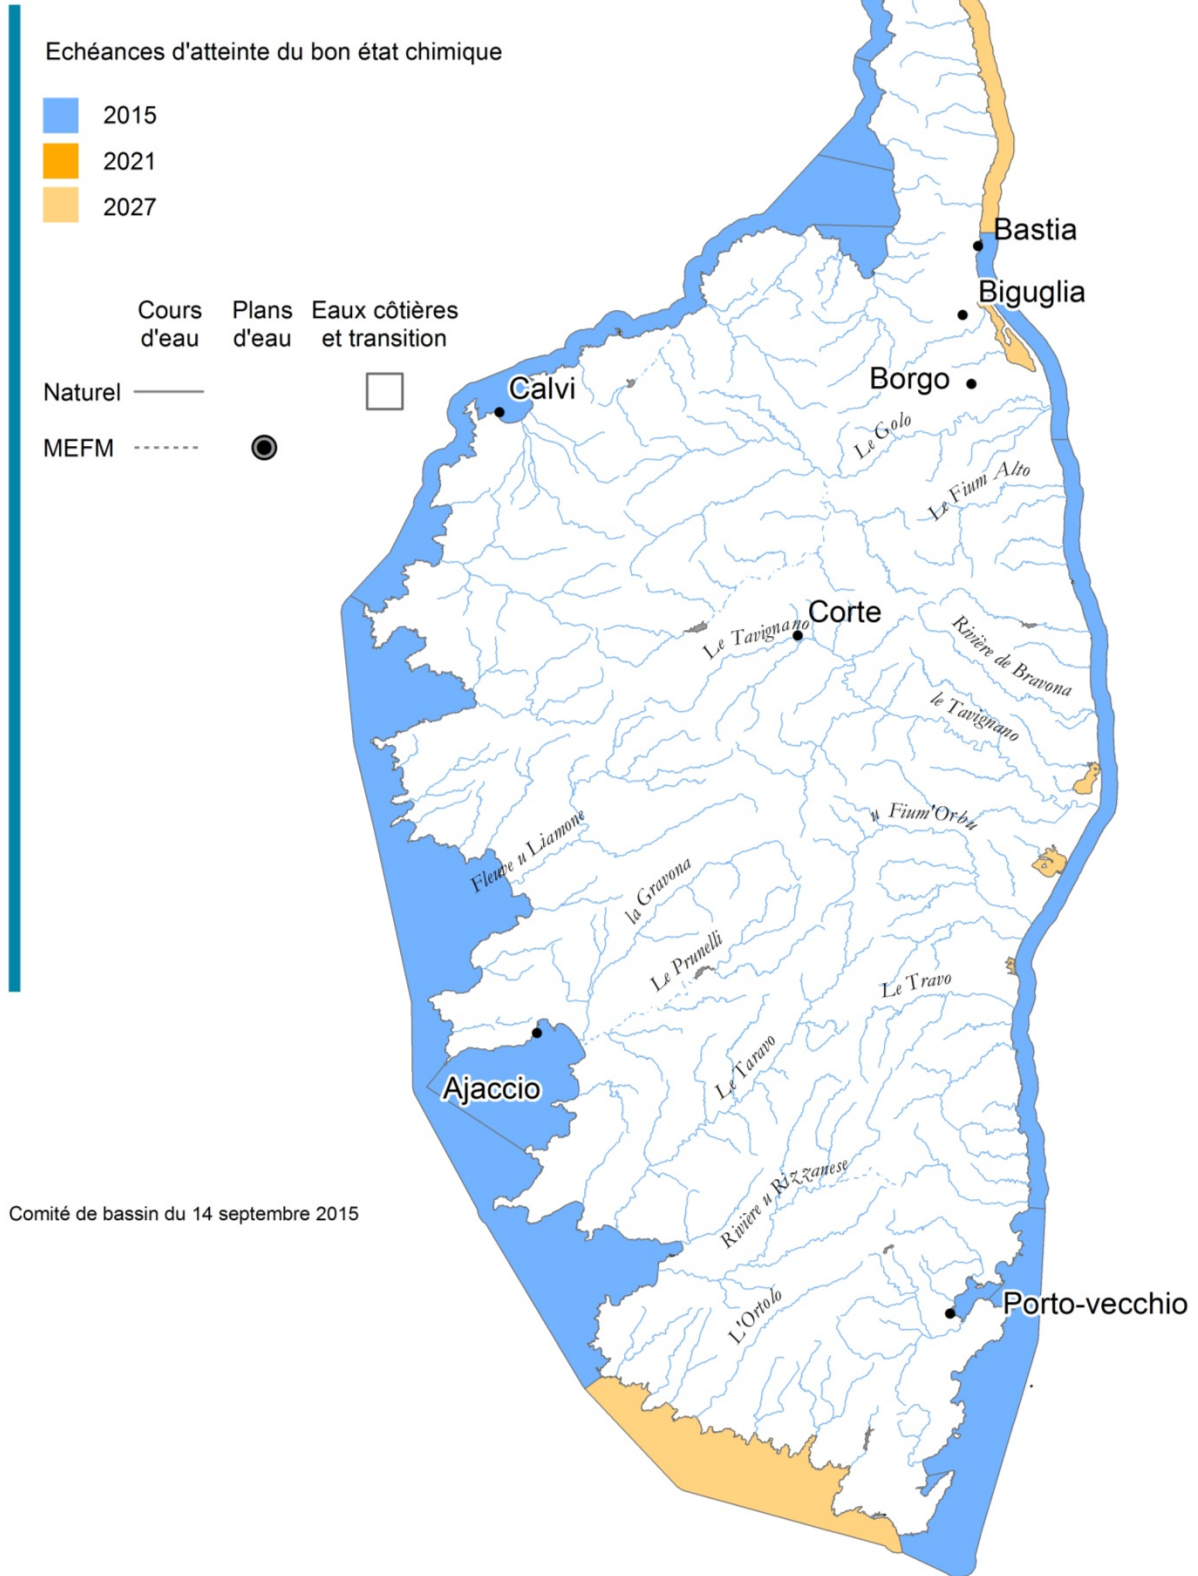 Echéances d'atteinte du bon état chimique
2015
2021
2027
Cours d'eau
Plans d'eau
Eaux côtières et transition
Naturel
MEFM
Bastia
Biguglia
Borgo
Calvi
Le Golo
Le Fium Alto
Corte
Le Tavignano
Rivière de Bravona
le Tavignano
u Fium'Orbu
Fleuve u Liamone
la Gravona
Le Prunelli
Le Travo
Le Taravo
Ajaccio
Rivière u Rizzanese
Comité de bassin du 14 septembre 2015
L'Ortolo
Porto-vecchio